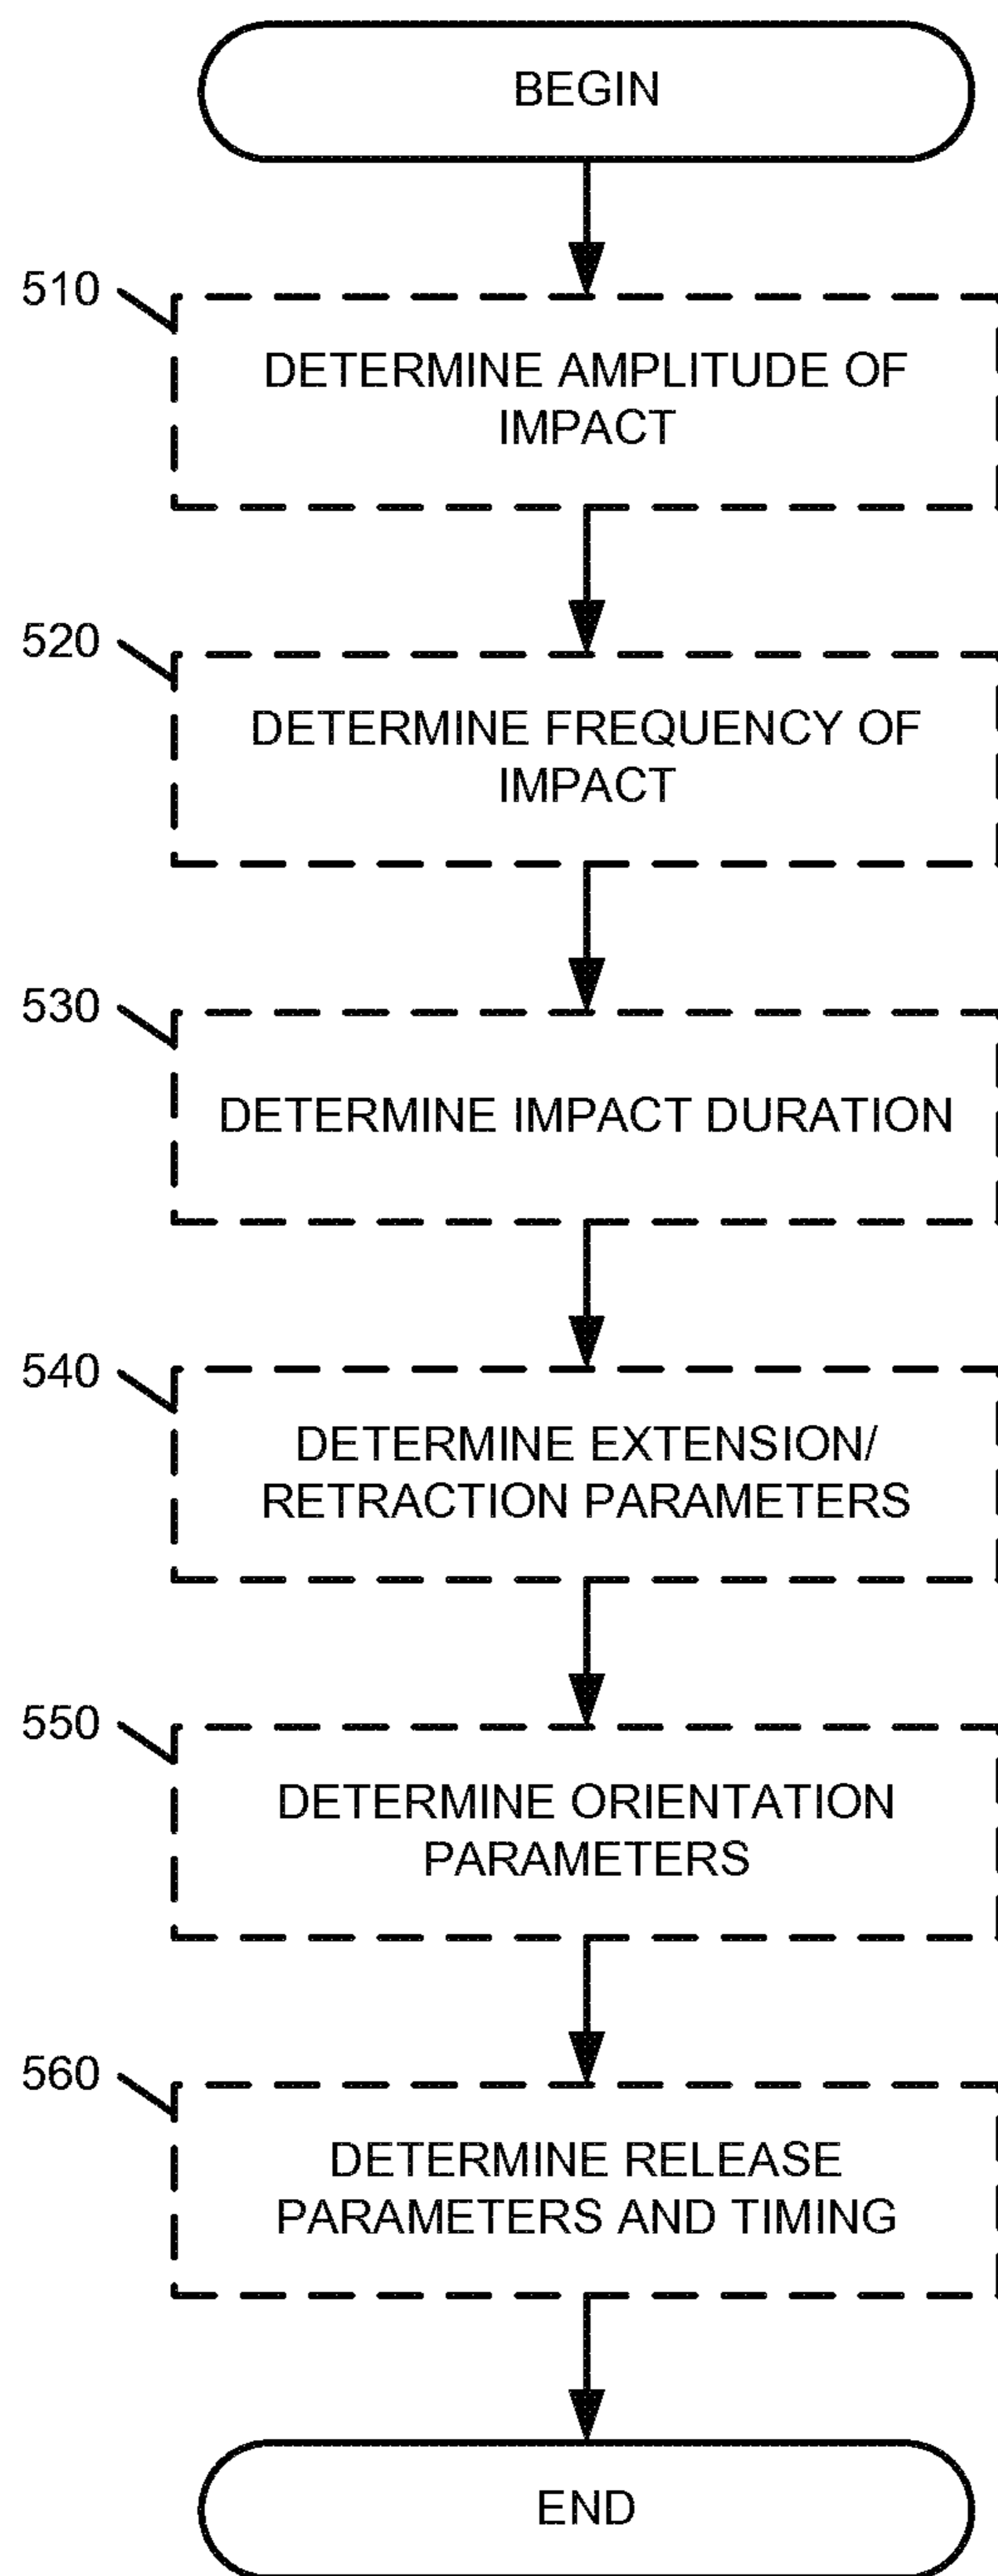 BEGIN
510
DETERMINE AMPLITUDE OF
IMPACT
520
DETERMINE FREQUENCY OF
IMPACT
530
DETERMINE IMPACT DURATION
540
DETERMINE EXTENSION/
RETRACTION PARAMETERS
550
DETERMINE ORIENTATION
PARAMETERS
560
DETERMINE RELEASE
PARAMETERS AND TIMING
END